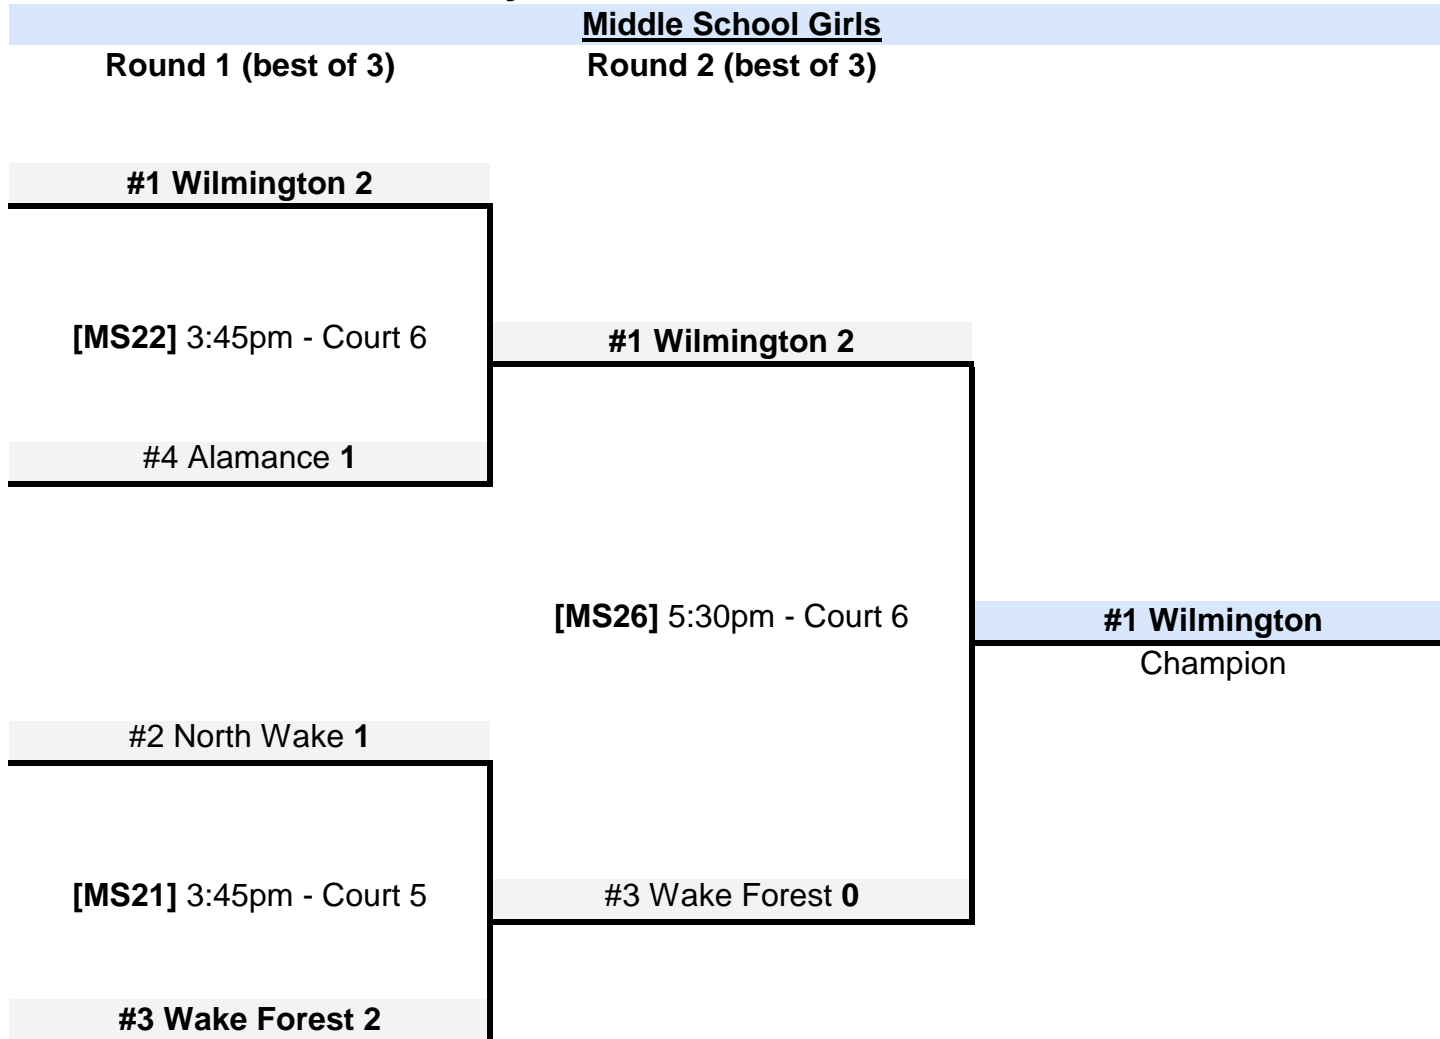 Middle School Girls
Round 1 (best of 3) Round 2 (best of 3)
#1 Wilmington 2
[MS22] 3:45pm - Court 6
#1 Wilmington 2
#4 Alamance 1
[MS26] 5:30pm - Court 6
#1 Wilmington
Champion
#2 North Wake 1
[MS21] 3:45pm - Court 5
#3 Wake Forest 0
#3 Wake Forest 2